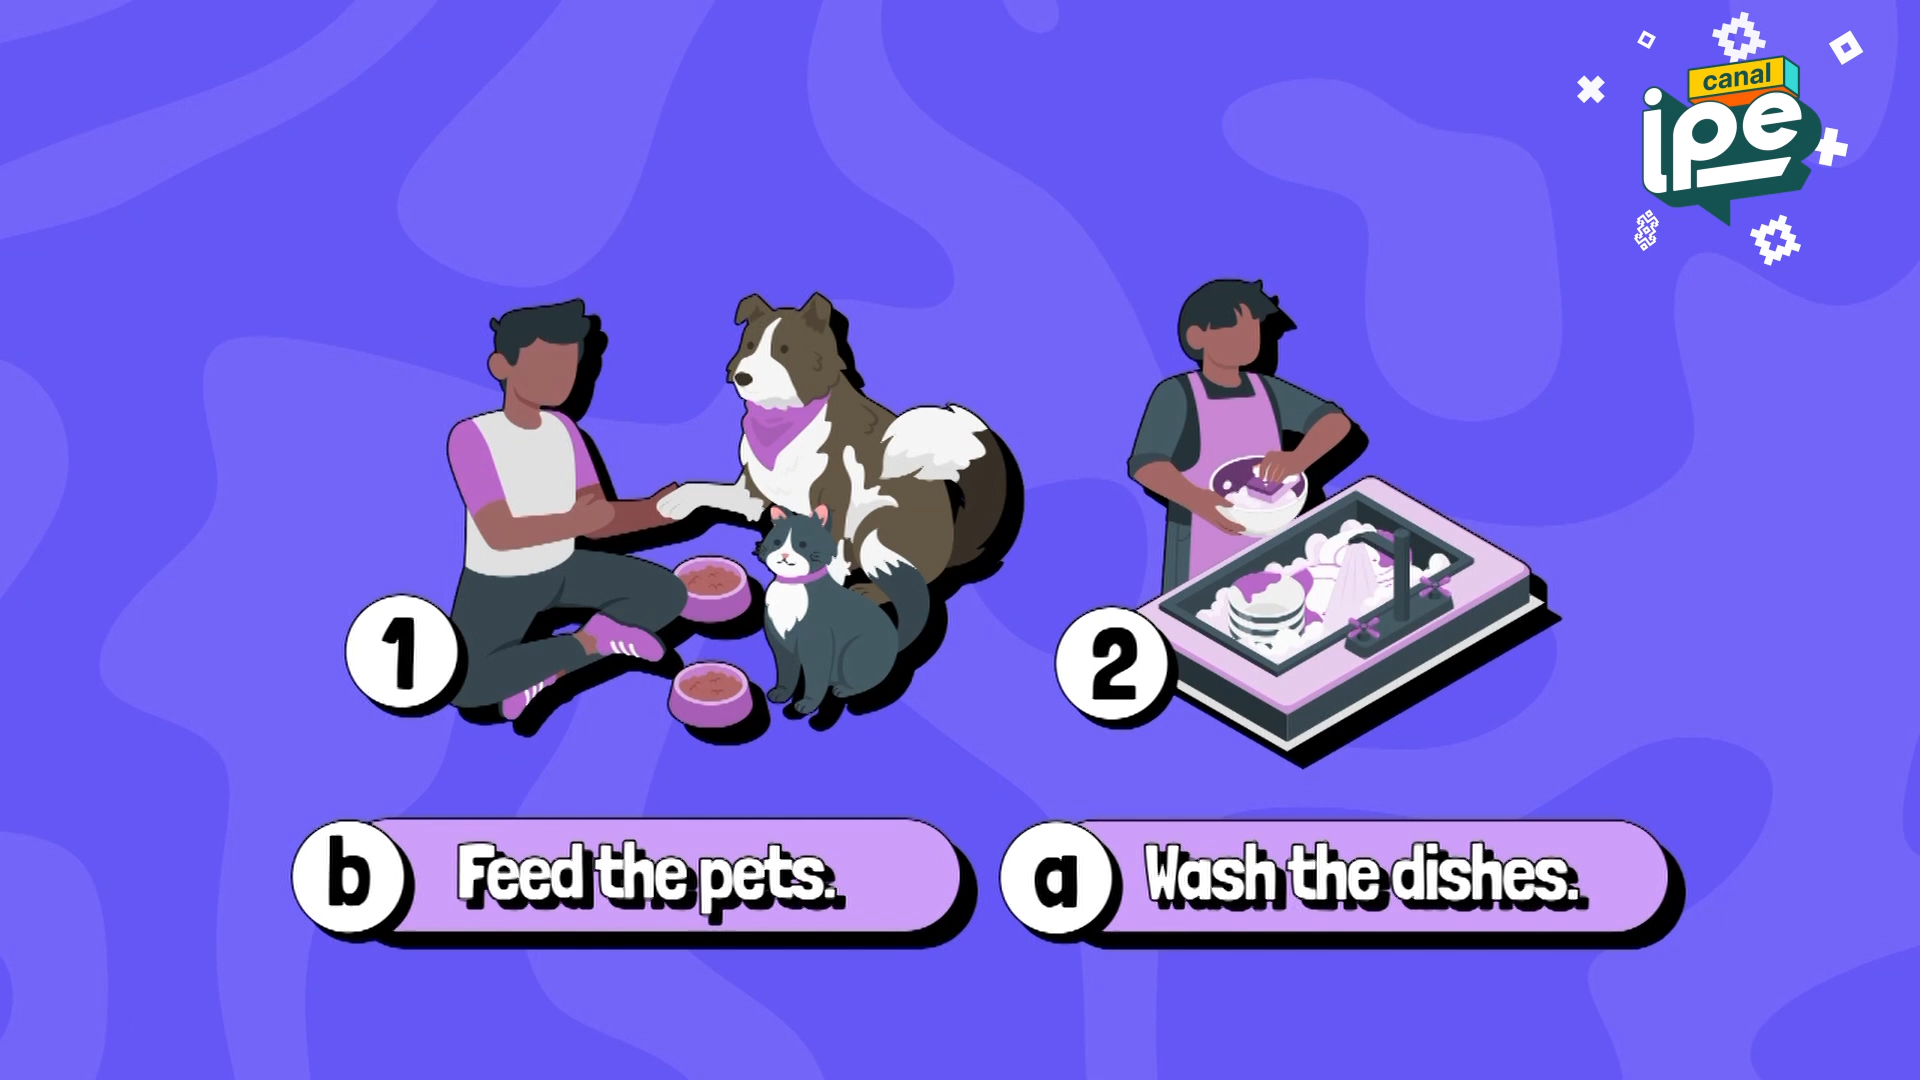 canal
ipe
1
2
b Feed the pets.
a Wash the dishes.